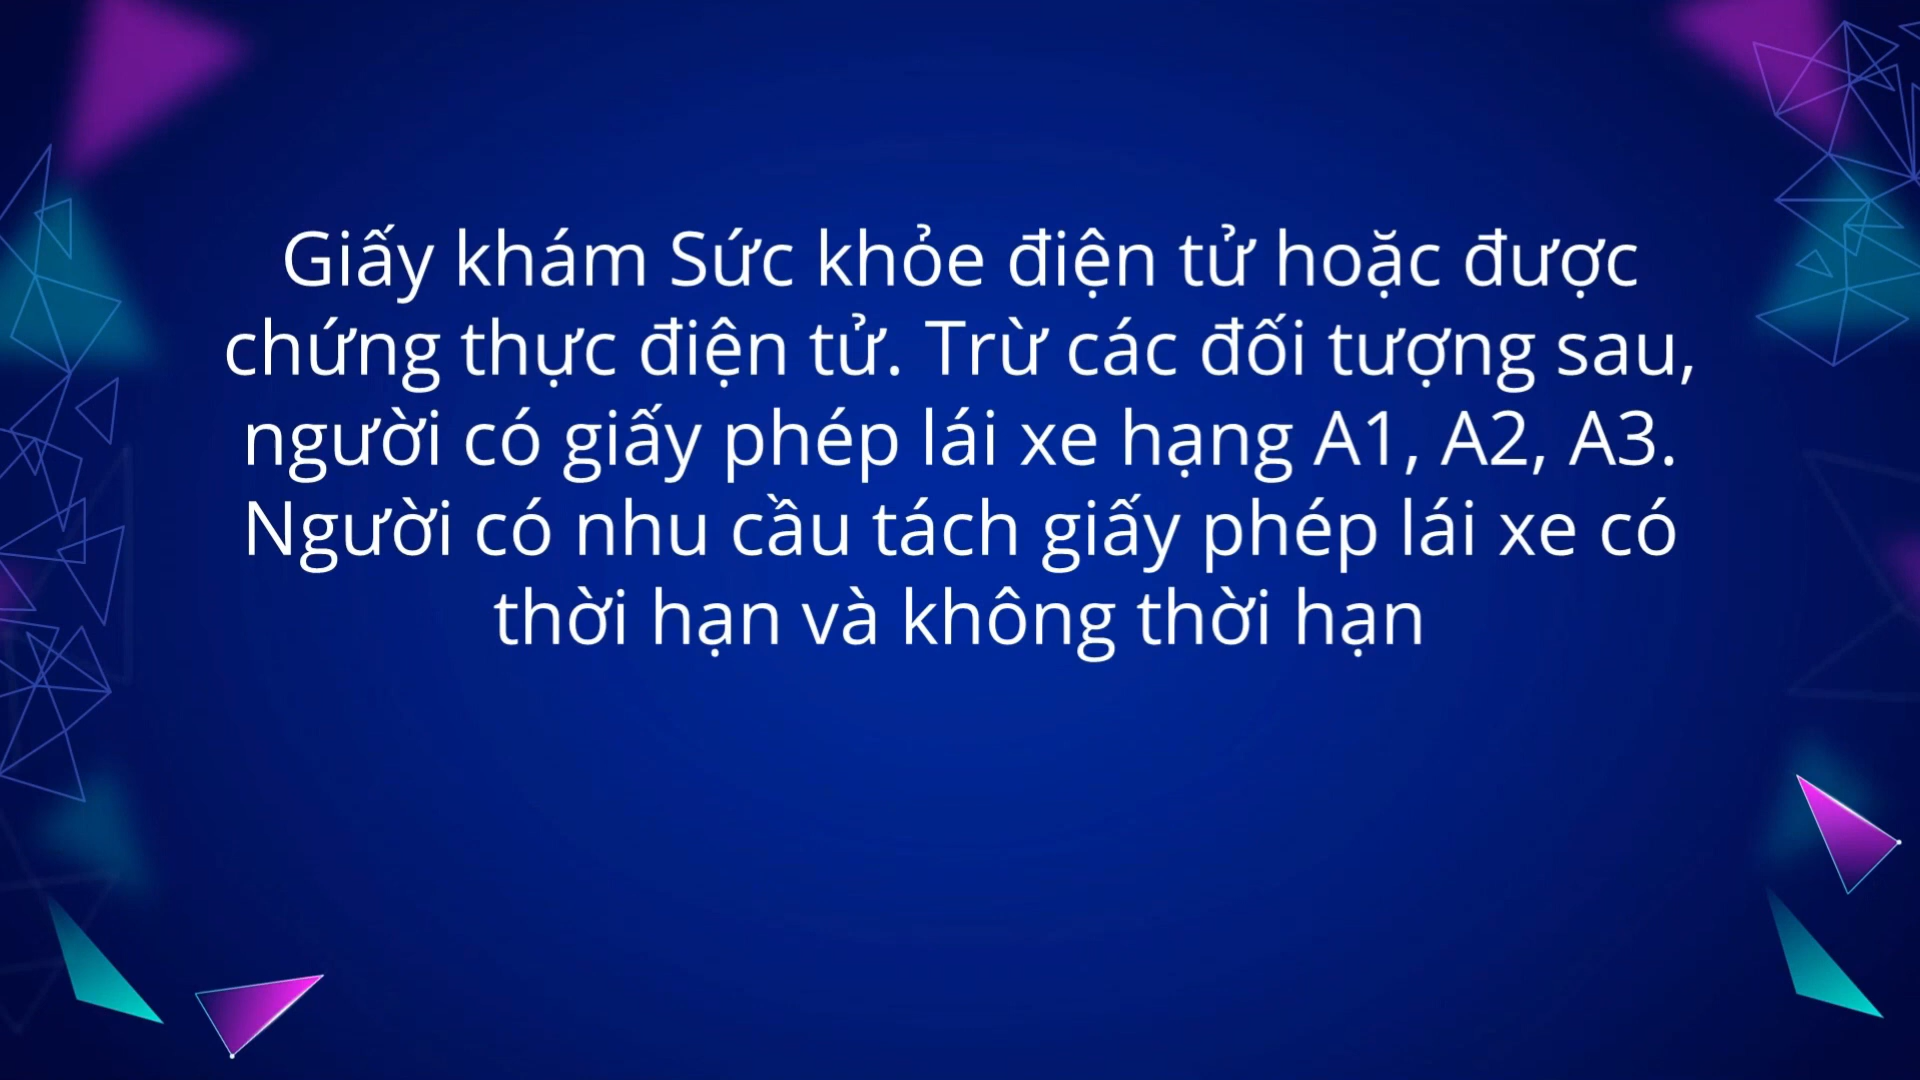 Giấy khám Sức khỏe điện tử hoặc được
chứng thực điện tử. Trừ các đối tượng sau,
người có giấy phép lái xe hạng A1, A2, A3.
Người có nhu cầu tách giấy phép lái xe có
thời hạn và không thời hạn